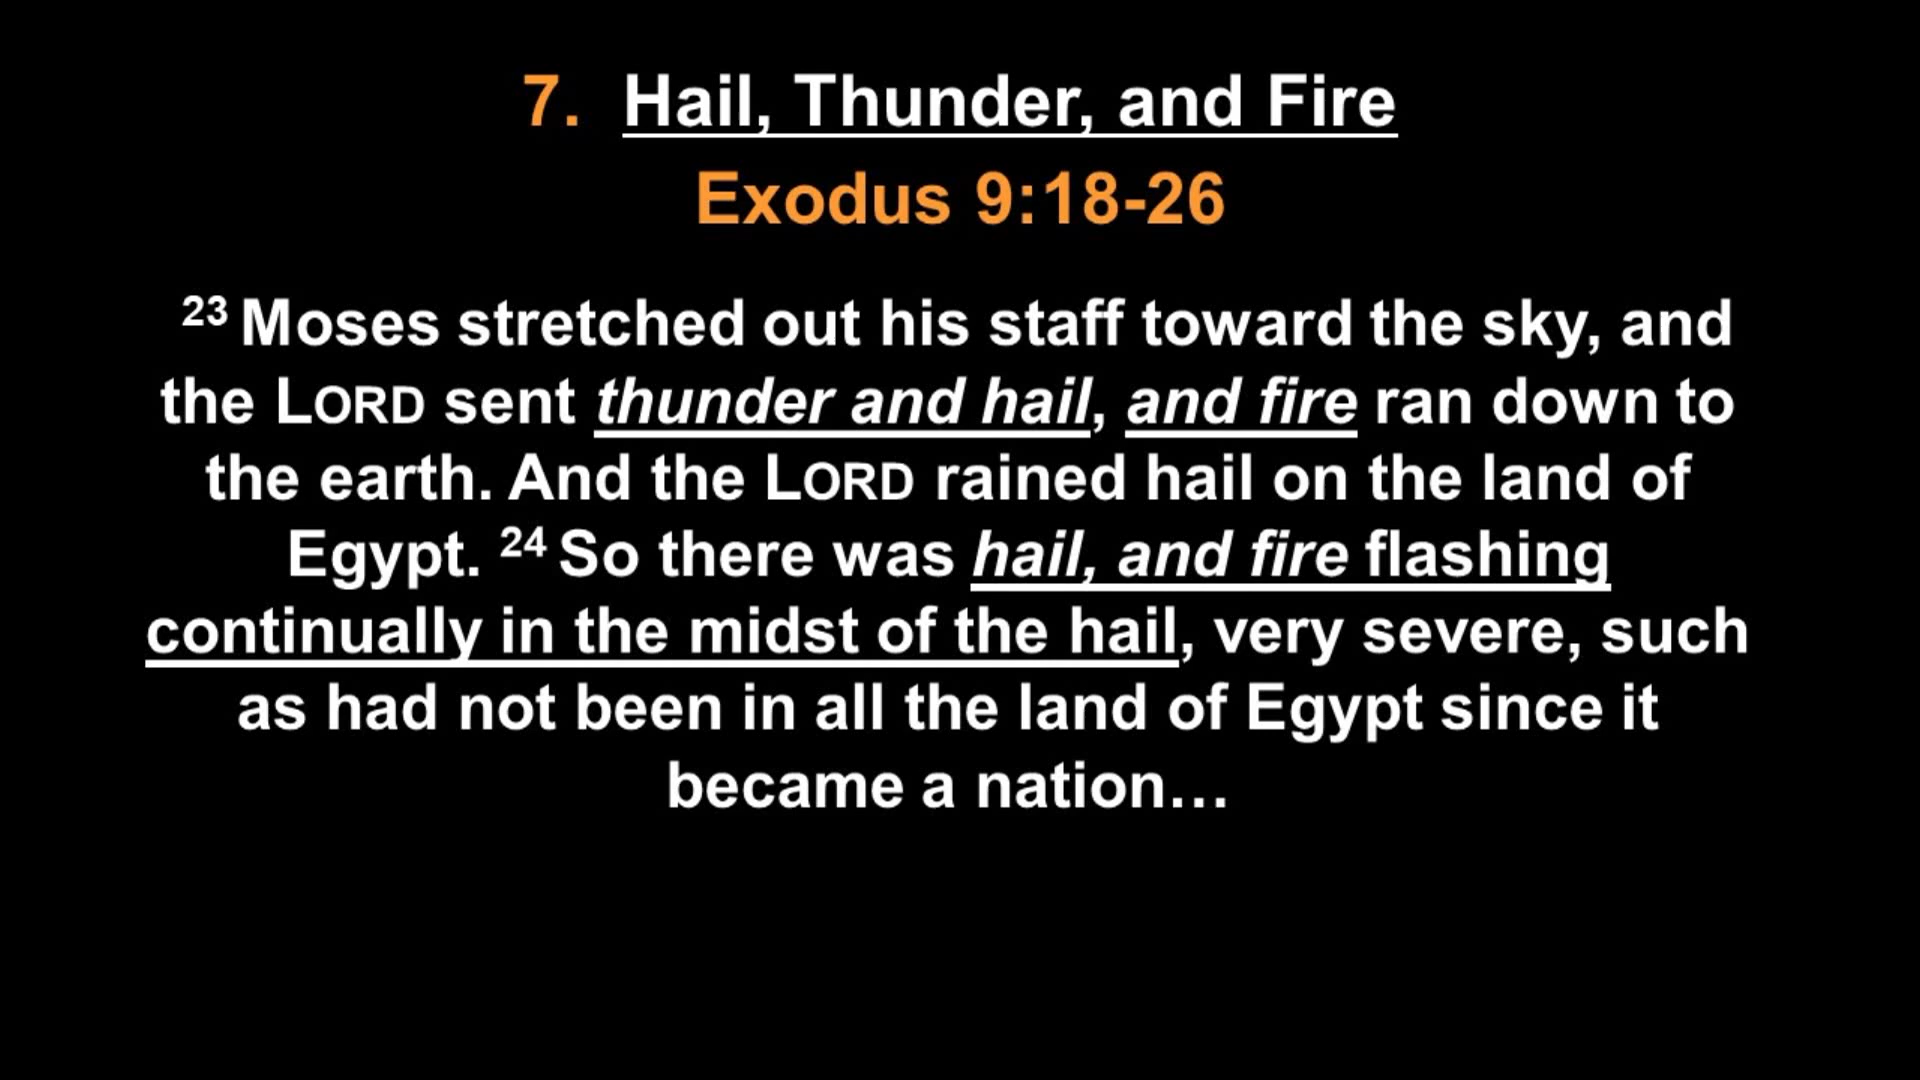 7. Hail, Thunder, and Fire
Exodus 9:18-26
23 Moses stretched out his staff toward the sky, and
the LORD sent thunder and hail, and fire ran down to
the earth. And the LORD rained hail on the land of
Egypt. 24 So there was hail, and fire flashing
continually in the midst of the hail, very severe, such
as had not been in all the land of Egypt since it
became a nation…